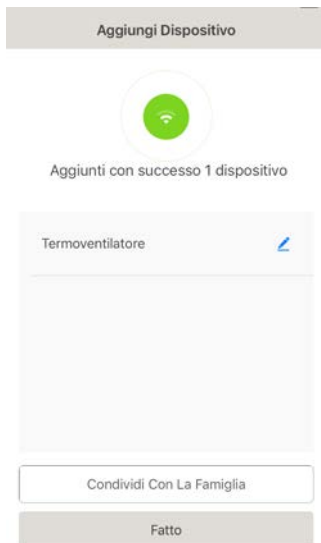 Aggiungi Dispositivo
Aggiunti con successo 1 dispositivo
Termoventilatore
Condividi Con La Famiglia
Fatto